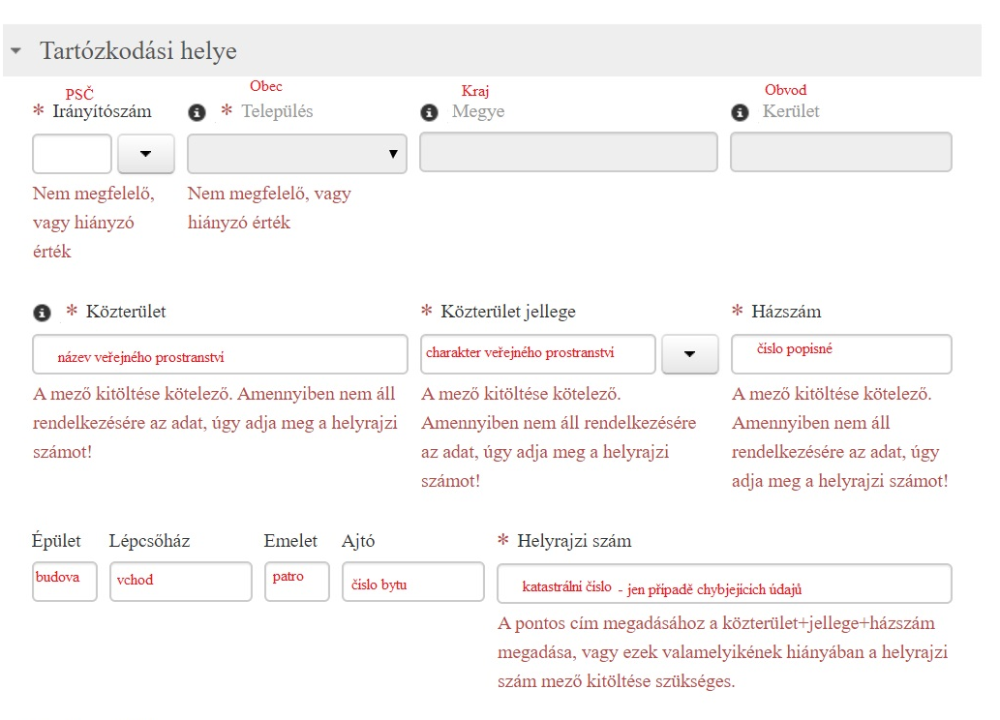 Tartózkodási helye
PSČ
Obec
Kraj
Obvod
* Irányítószám
* Település
Megye
Kerület
Nem megfelelő,
vagy hiányzó
érték
Nem megfelelő, vagy
hiányzó érték
* Közterület
* Közterület jellege
* Házszám
název veřejného prostranství
charakter veřejného prostranství
číslo popisné
A mező kitöltése kötelező. Amennyiben nem áll
rendelkezésére az adat, úgy adja meg a helyrajzi
számot!
A mező kitöltése kötelező.
Amennyiben nem áll rendelkezésére
az adat, úgy adja meg a helyrajzi
számot!
A mező kitöltése kötelező.
Amennyiben nem áll
rendelkezésére az adat, úgy
adja meg a helyrajzi számot!
Épület
Lépcsőház
Emelet
Ajtó
* Helyrajzi szám
budova
vchod
patro
číslo bytu
katastrální číslo - jen případě chybjejících údajů
A pontos cím megadásához a közterület+jellege+házszám
megadása, vagy ezek valamelyikének hiányában a helyrajzi
szám mező kitöltése szükséges.